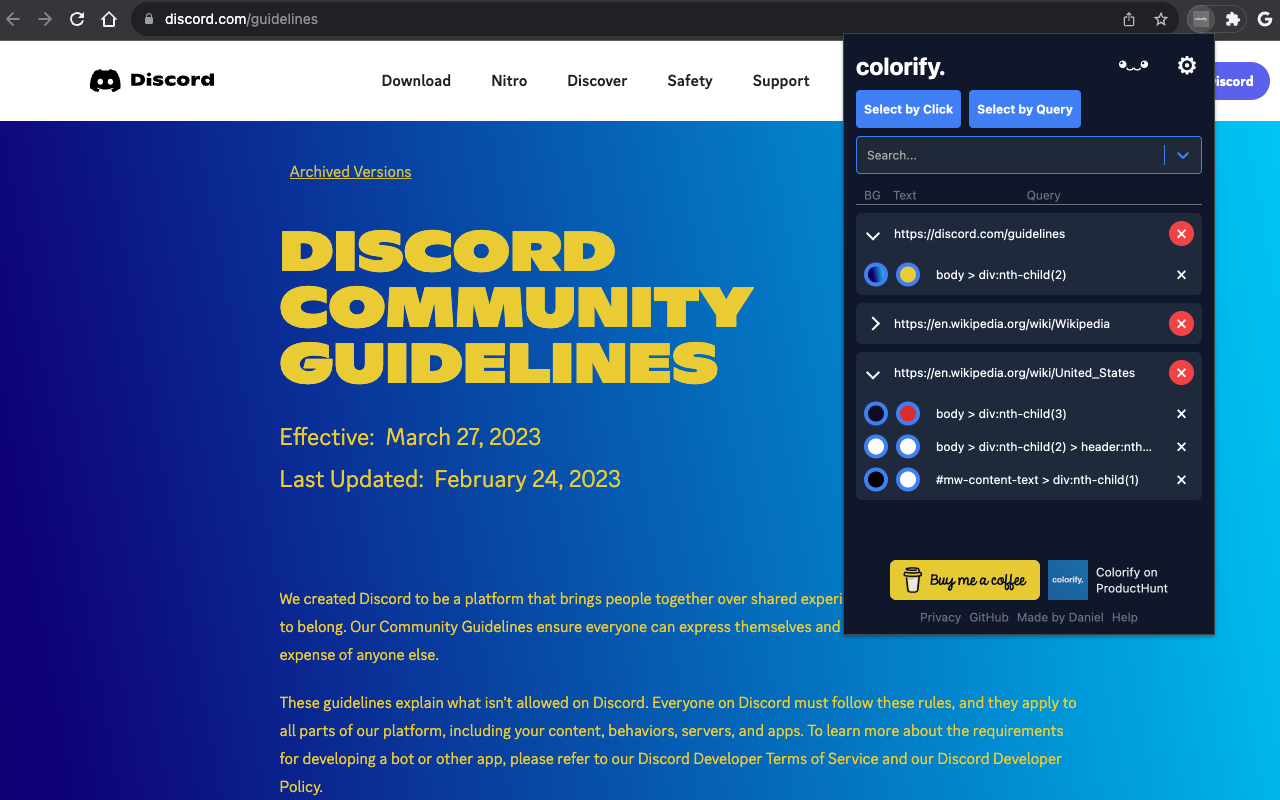 discord.com/guidelines
colorify.
Discord
Download
Nitro
Discover
Safety
Support
iscord
Archived Versions
DISCORD
COMMUNITY
GUIDELINES
Effective: March 27, 2023
Last Updated: February 24, 2023
We created Discord to be a platform that brings people together over shared experi
to belong. Our Community Guidelines ensure everyone can express themselves and
expense of anyone else.
These guidelines explain what isn't allowed on Discord. Everyone on Discord must follow these rules, and they apply to
all parts of our platform, including your content, behaviors, servers, and apps. To learn more about the requirements
for developing a bot or other app, please refer to our Discord Developer Terms of Service and our Discord Developer
Policy.
colorify.
Select by Click
Select by Query
Search...
BG Text Query
https://discord.com/guidelines
body > div:nth-child(2)
https://en.wikipedia.org/wiki/Wikipedia
https://en.wikipedia.org/wiki/United_States
body > div:nth-child(3)
body > div:nth-child(2) > header:nth...
#mw-content-text > div:nth-child(1)
Buy me a coffee
colorify.
Colorify on
ProductHunt
Privacy GitHub Made by Daniel Help